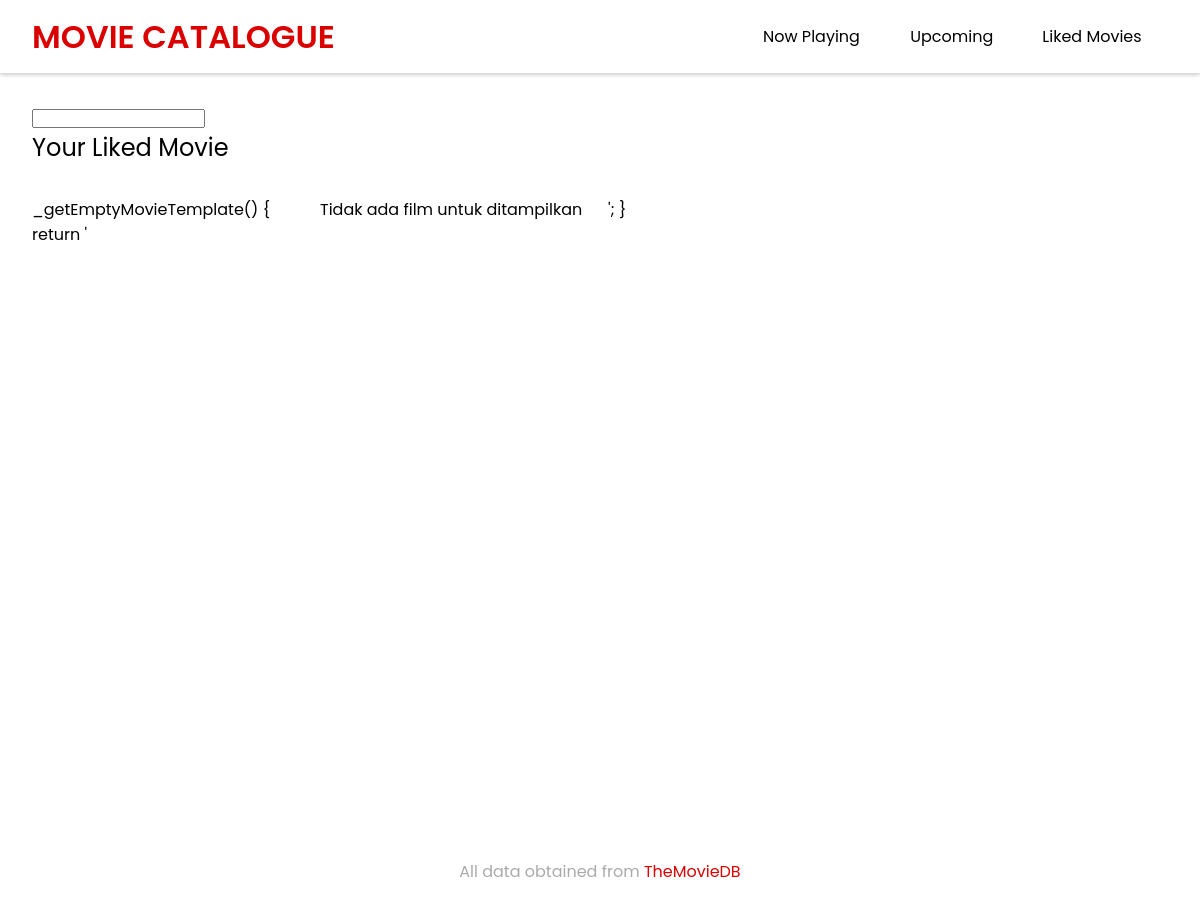 MOVIE CATALOGUE
Now Playing
Upcoming
Liked Movies
Your Liked Movie
_getEmptyMovieTemplate() {
return '
Tidak ada film untuk ditampilkan
'; }
All data obtained from TheMovieDB